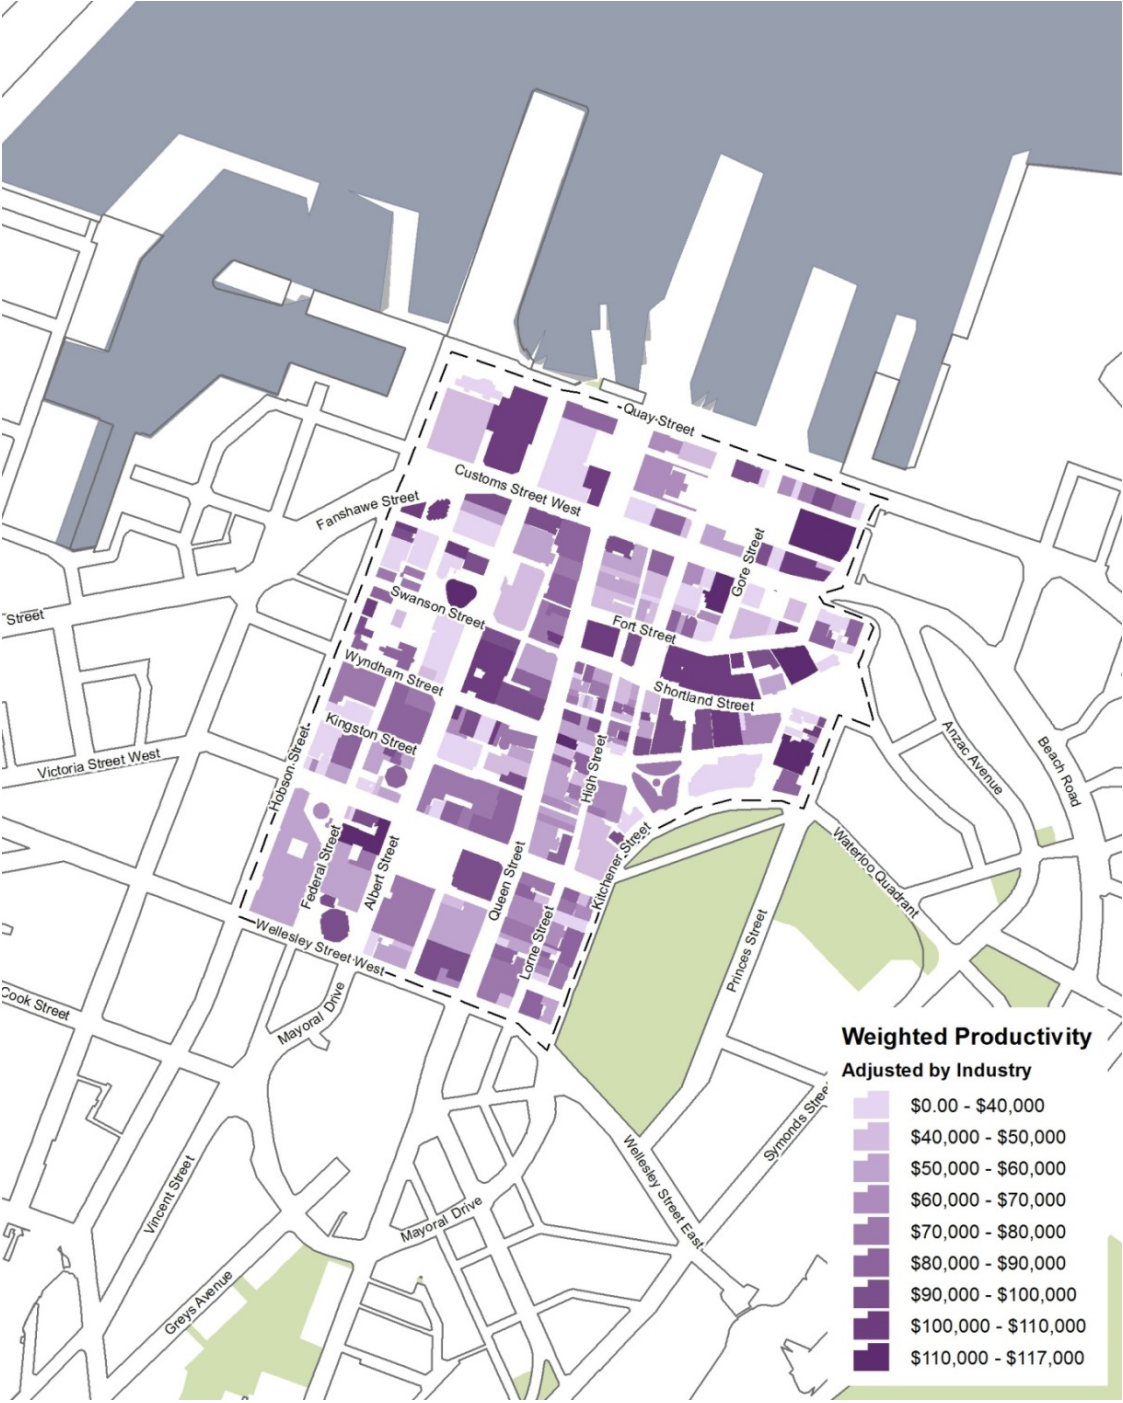 Quay Street
Customs Street West
Fanshawe Street
Gore Street
Swanson Street
Street
Fort Street
Wyndham Street
Shortland Street
Kingston Street
Hobson Street
Victoria Street West
High Street
Anzac Avenue
Beach Road
Federal Street
Albert Street
Queen Street
Kitchener Street
Waterloo Quadrant
Lorne Street
Princes Street
Wellesley Street West
Cook Street
Mayoral Drive
Symonds Stree
Wellesley Street East
Vincent Street
Mayoral Drive
Greys Avenue
Weighted Productivity
Adjusted by Industry
$0.00 - $40,000
$40,000 - $50,000
$50,000 - $60,000
$60,000 - $70,000
$70,000 - $80,000
$80,000 - $90,000
$90,000 - $100,000
$100,000 - $110,000
$110,000 - $117,000